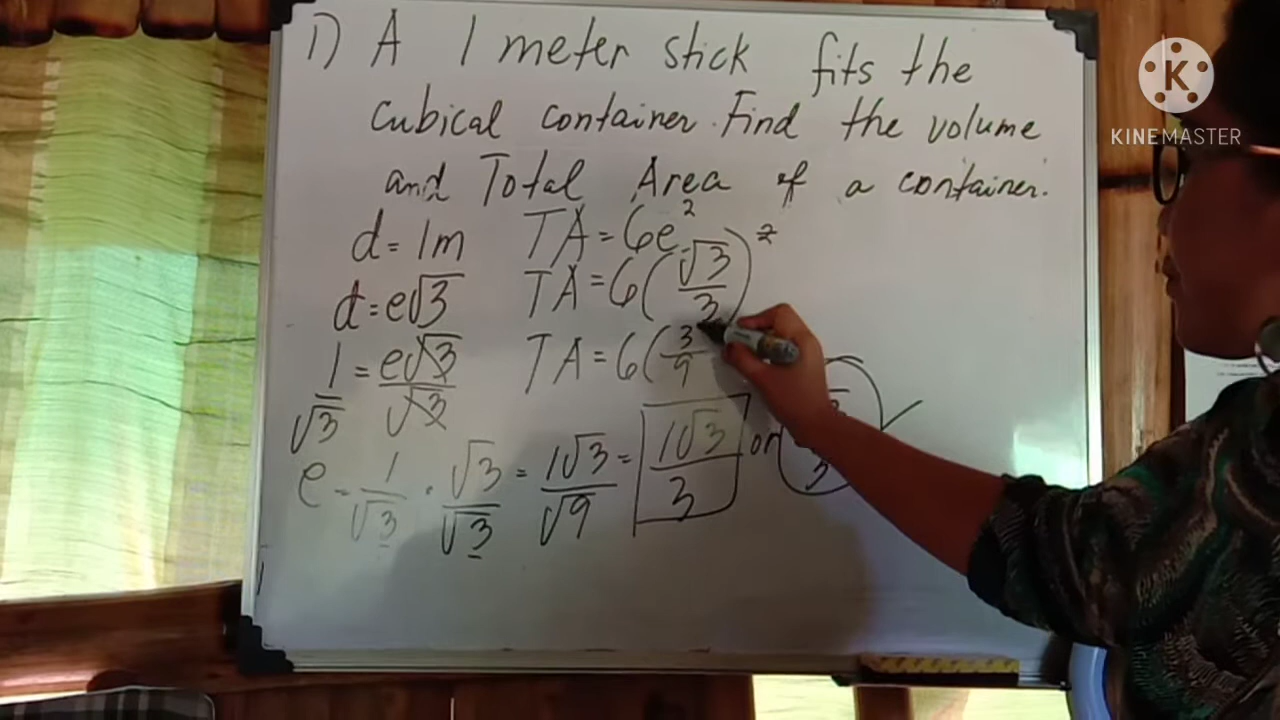 1) A 1 meter stick fits the
cubical container. Find the volume
and Total Area of a container.
d = 1m
d = e√3
1/√3 = e√3/√3
e = 1/√3 · √3/√3 = 1√3/√9 = 1√3/3 or
TA = 6e²
TA = 6(√3/3)²
TA = 6(3/9
K
KINEMASTER